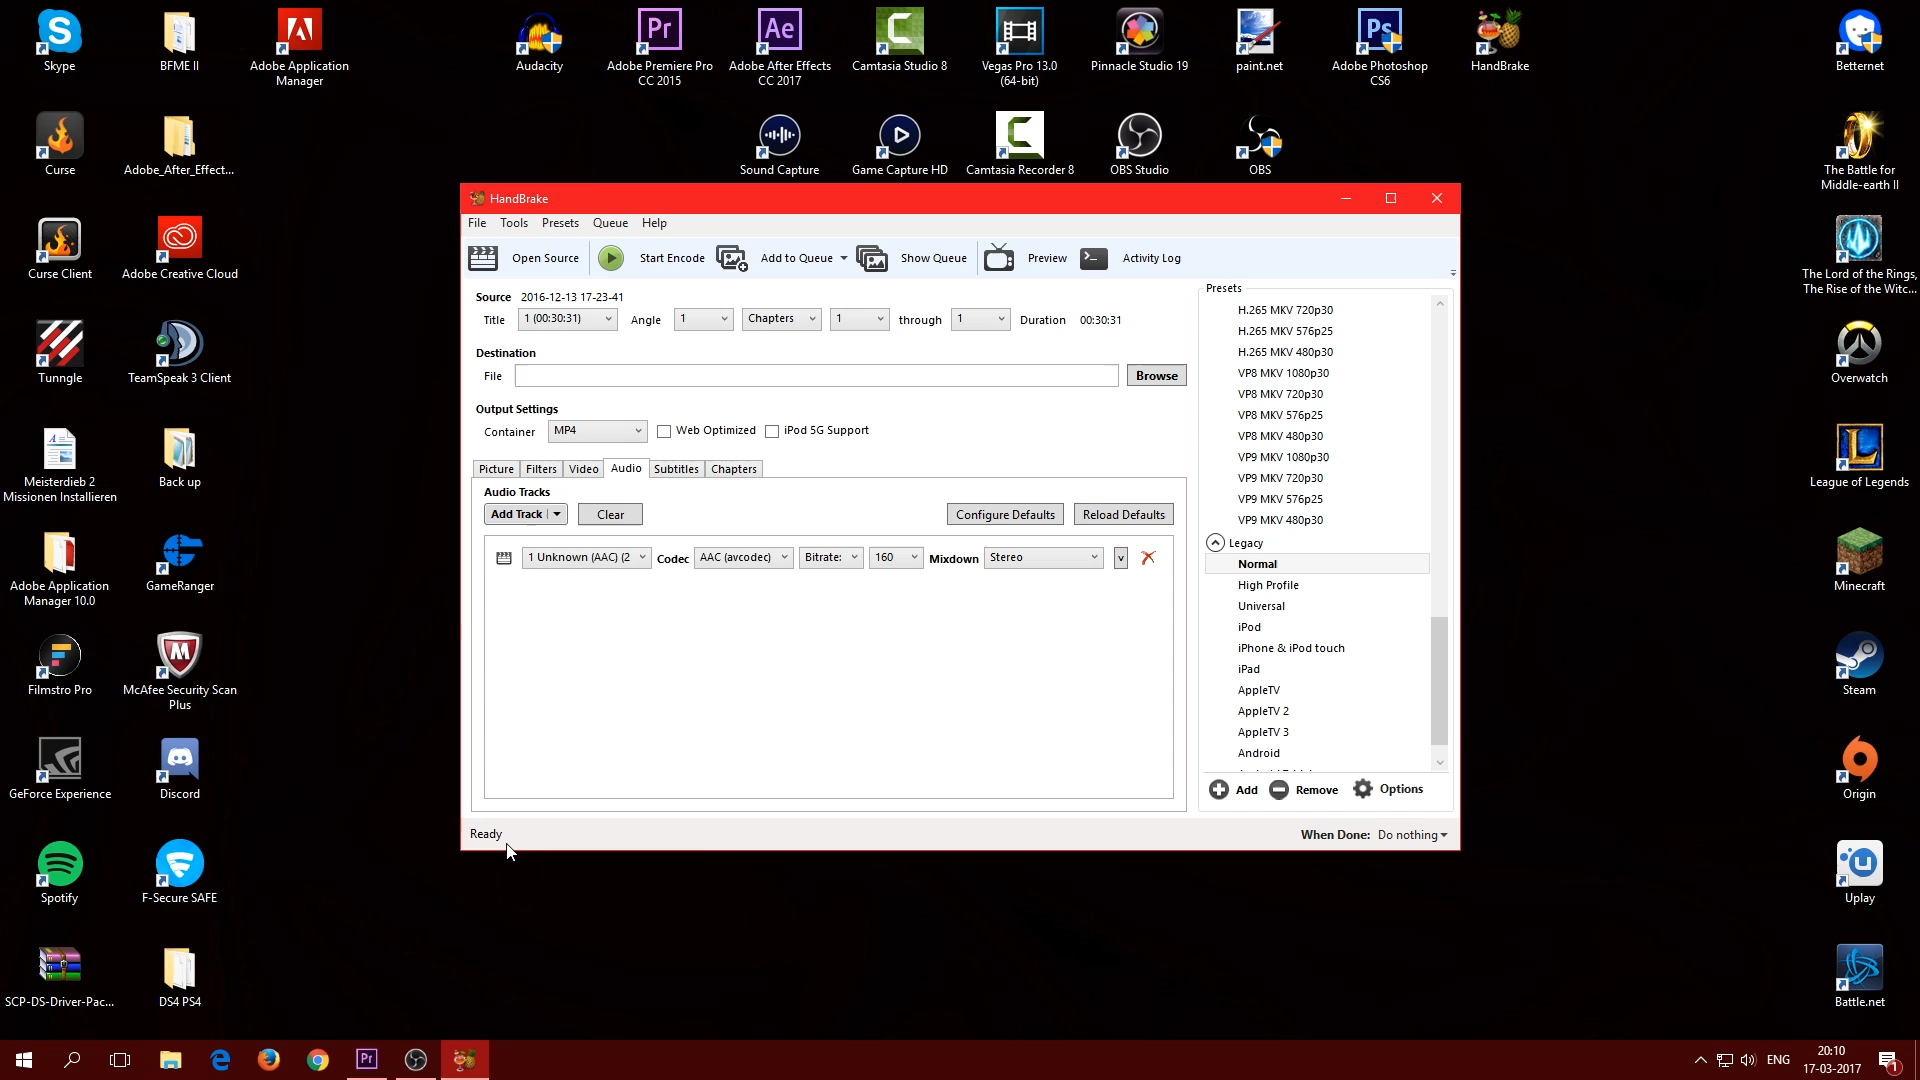 Skype
BFME II
Adobe Application
Manager
Audacity
Adobe Premiere Pro
CC 2015
Adobe After Effects
CC 2017
Camtasia Studio 8
Vegas Pro 13.0
(64-bit)
Pinnacle Studio 19
paint.net
Adobe Photoshop
CS6
HandBrake
Betternet
Curse
Adobe_After_Effect...
Sound Capture
Game Capture HD
Camtasia Recorder 8
OBS Studio
OBS
The Battle for
Middle-earth II
Curse Client
Adobe Creative Cloud
The Lord of the Rings,
The Rise of the Witc...
Tunngle
TeamSpeak 3 Client
Overwatch
Meisterdieb 2
Missionen Installieren
Back up
League of Legends
Adobe Application
Manager 10.0
GameRanger
Minecraft
Filmstro Pro
McAfee Security Scan
Plus
Steam
GeForce Experience
Discord
Origin
Spotify
F-Secure SAFE
Uplay
SCP-DS-Driver-Pac...
DS4 PS4
Battle.net
HandBrake
File Tools Presets Queue Help
Open Source Start Encode Add to Queue Show Queue Preview Activity Log
Source 2016-12-13 17-23-41
Title 1 (00:30:31) Angle 1 Chapters 1 through 1 Duration 00:30:31
Destination
File Browse
Output Settings
Container MP4 Web Optimized iPod 5G Support
Picture Filters Video Audio Subtitles Chapters
Audio Tracks
Add Track Clear Configure Defaults Reload Defaults
1 Unknown (AAC) (2 Codec AAC (avcodec) Bitrate: 160 Mixdown Stereo v
Presets
H.265 MKV 720p30
H.265 MKV 576p25
H.265 MKV 480p30
VP8 MKV 1080p30
VP8 MKV 720p30
VP8 MKV 576p25
VP8 MKV 480p30
VP9 MKV 1080p30
VP9 MKV 720p30
VP9 MKV 576p25
VP9 MKV 480p30
Legacy
Normal
High Profile
Universal
iPod
iPhone & iPod touch
iPad
AppleTV
AppleTV 2
AppleTV 3
Android
Add Remove Options
Ready When Done: Do nothing
Pr
ENG
20:10
17-03-2017
1